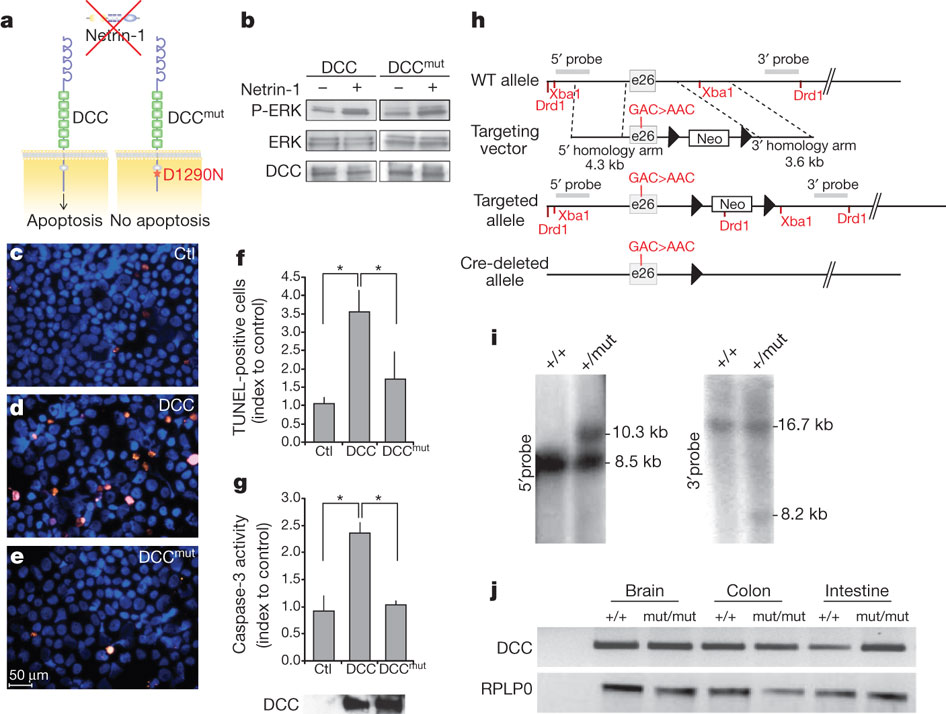 a
Netrin-1
DCC
DCCmut
D1290N
Apoptosis
No apoptosis
b
DCC
DCCmut
Netrin-1
–
+
–
+
P-ERK
ERK
DCC
c
Ctl
d
DCC
e
DCCmut
50 µm
f
TUNEL-positive cells
(index to control)
4.5
4.0
3.5
3.0
2.5
2.0
1.5
1.0
0.5
0.0
*
*
Ctl
DCC
DCCmut
g
Caspase-3 activity
(index to control)
3.0
2.5
2.0
1.5
1.0
0.5
0.0
*
*
Ctl
DCC
DCCmut
DCC
h
5′ probe
3′ probe
WT allele
e26
Xba1
Drd1
Xba1
Drd1
GAC>AAC
Targeting
vector
e26
Neo
5′ homology arm
4.3 kb
3′ homology arm
3.6 kb
GAC>AAC
5′ probe
3′ probe
Targeted
allele
e26
Neo
Xba1
Drd1
Drd1
Xba1
Drd1
GAC>AAC
Cre-deleted
allele
e26
i
+/+
+/mut
5′probe
10.3 kb
8.5 kb
+/+
+/mut
3′probe
16.7 kb
8.2 kb
j
Brain
Colon
Intestine
+/+
mut/mut
+/+
mut/mut
+/+
mut/mut
DCC
RPLP0